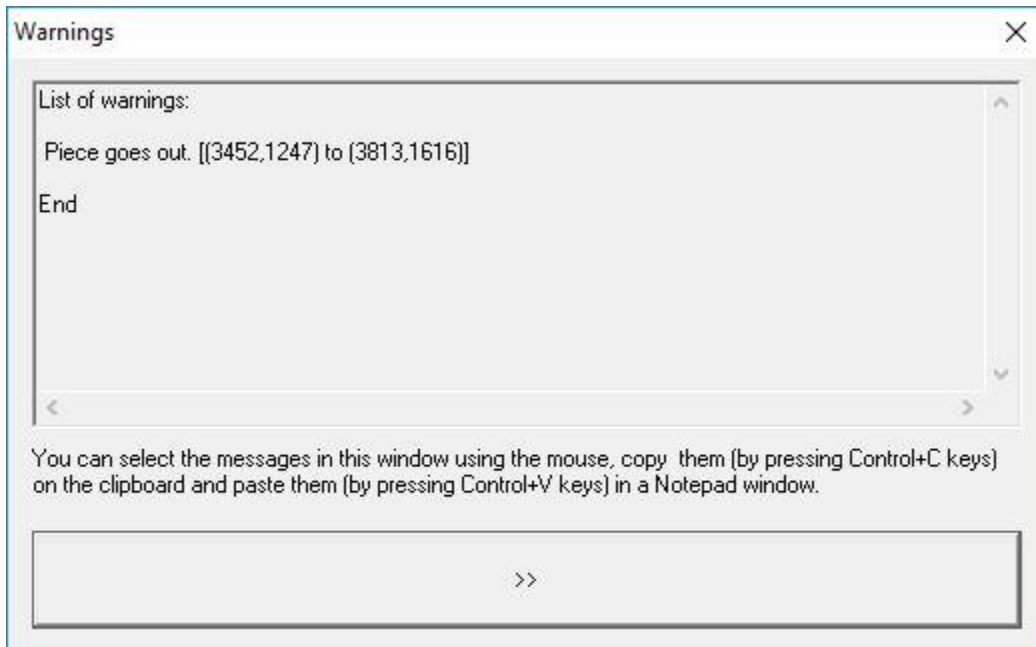 Warnings
List of warnings:
Piece goes out. [(3452,1247) to (3813,1616)]
End
You can select the messages in this window using the mouse, copy  them (by pressing Control+C keys)
on the clipboard and paste them (by pressing Control+V keys) in a Notepad window.
>>